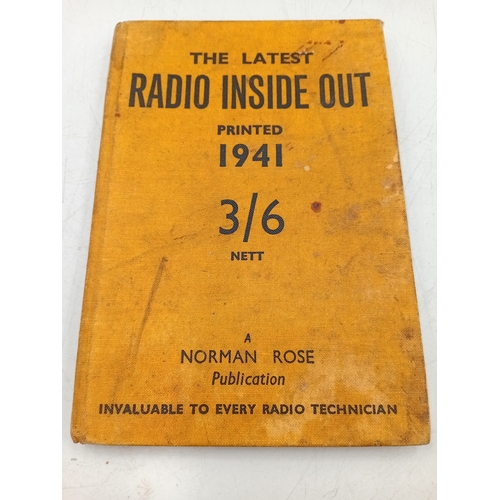 THE LATEST
RADIO INSIDE OUT
PRINTED
1941
3/6
NETT
A
NORMAN ROSE
Publication
INVALUABLE TO EVERY RADIO TECHNICIAN